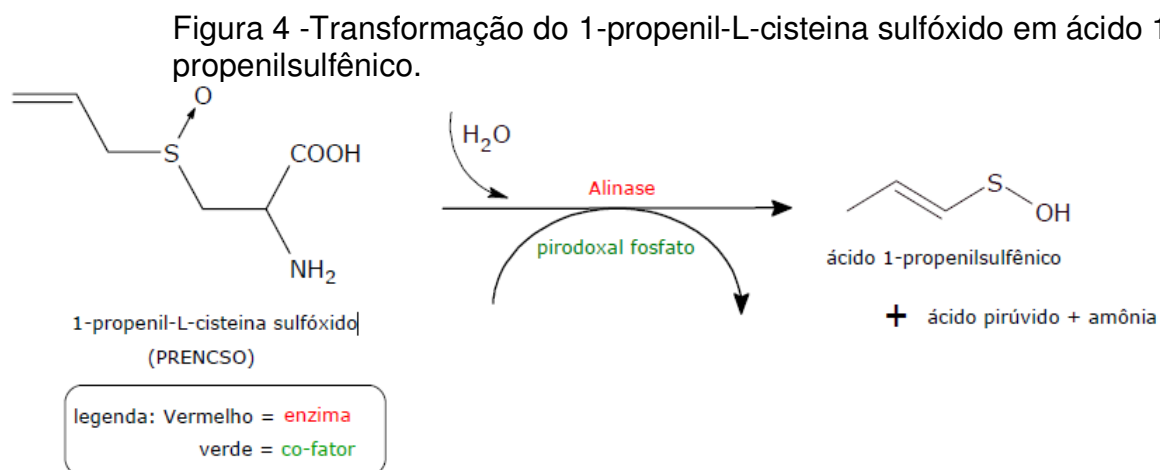 Figura 4 -Transformação do 1-propenil-L-cisteina sulfóxido em ácido 1
propenilsulfênico.
O
S
COOH
NH2
H2O
Alinase
pirodoxal fosfato
S
OH
ácido 1-propenilsulfênico
+ ácido pirúvido + amônia
1-propenil-L-cisteina sulfóxido
(PRENCSO)
legenda: Vermelho = enzima
verde = co-fator